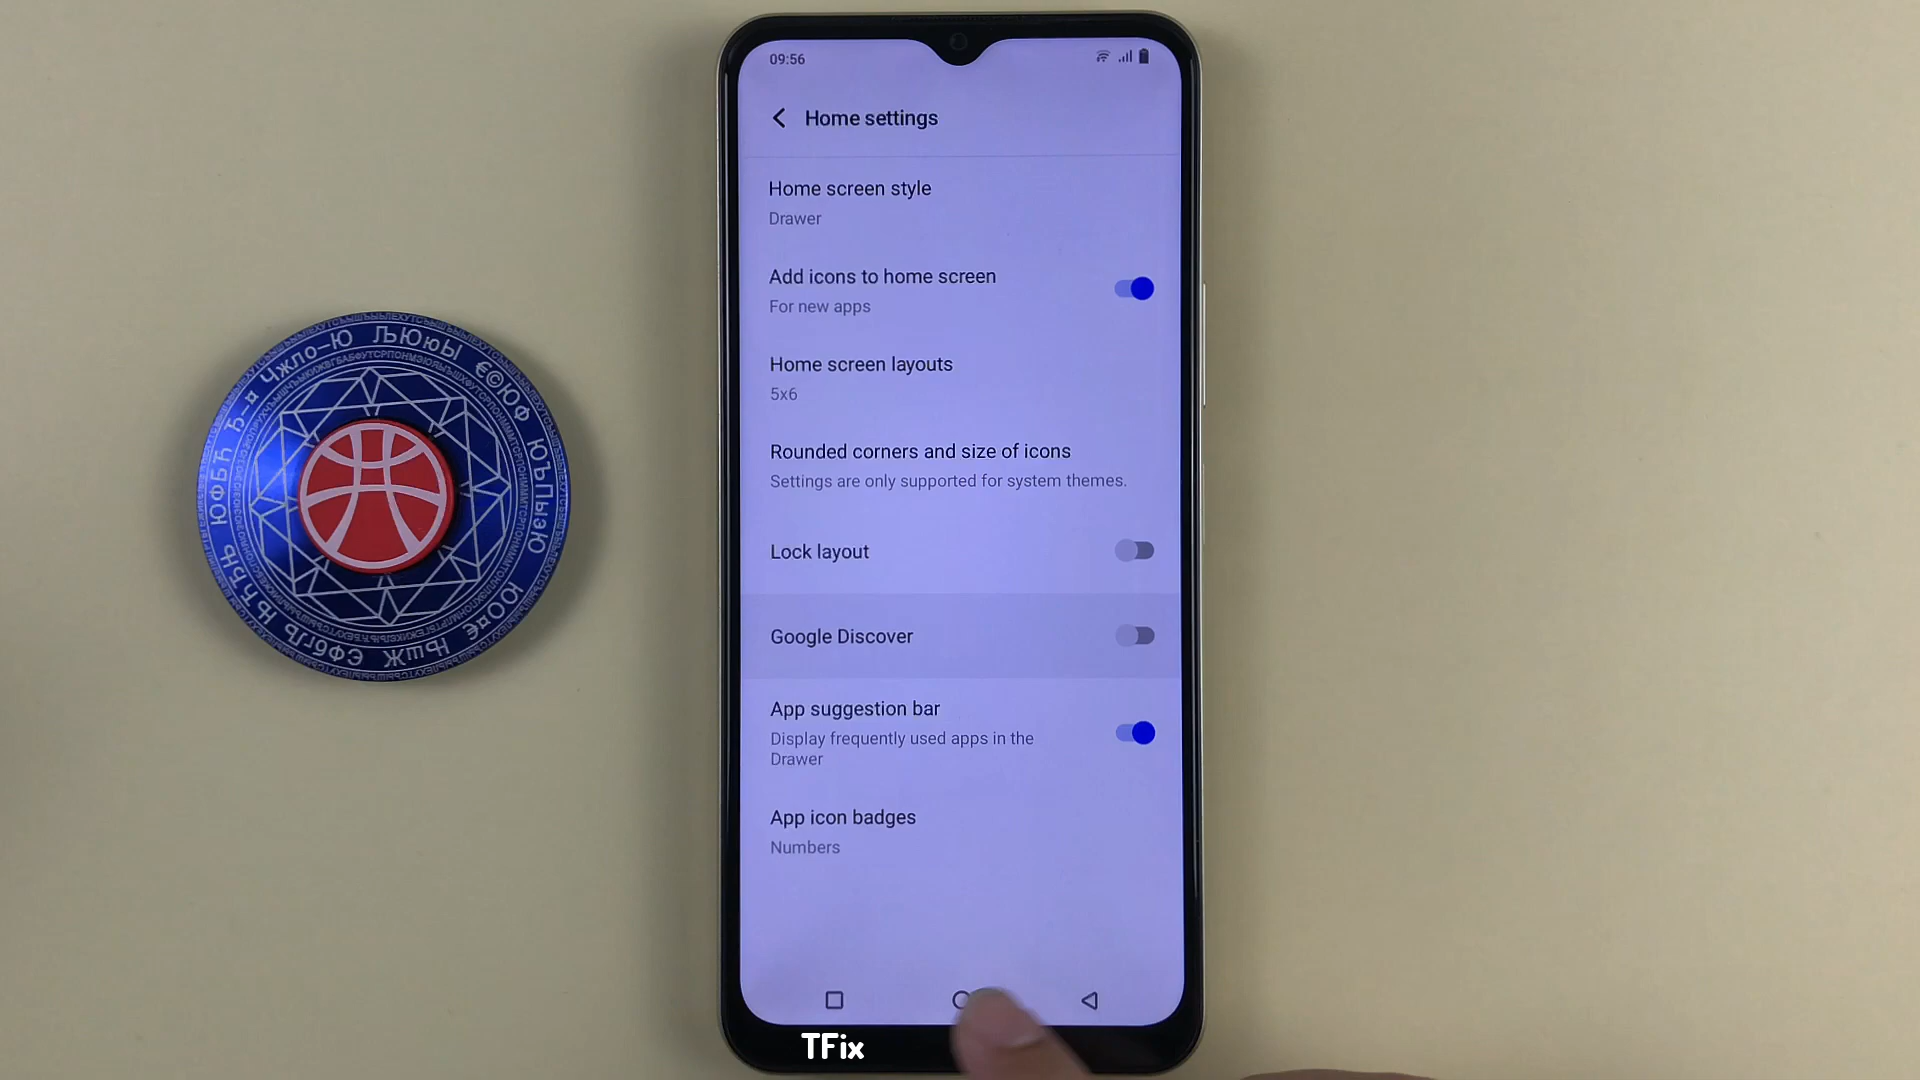 09:56
Home settings
Home screen style
Drawer
Add icons to home screen
For new apps
Home screen layouts
5x6
Rounded corners and size of icons
Settings are only supported for system themes.
Lock layout
Google Discover
App suggestion bar
Display frequently used apps in the
Drawer
App icon badges
Numbers
TFix